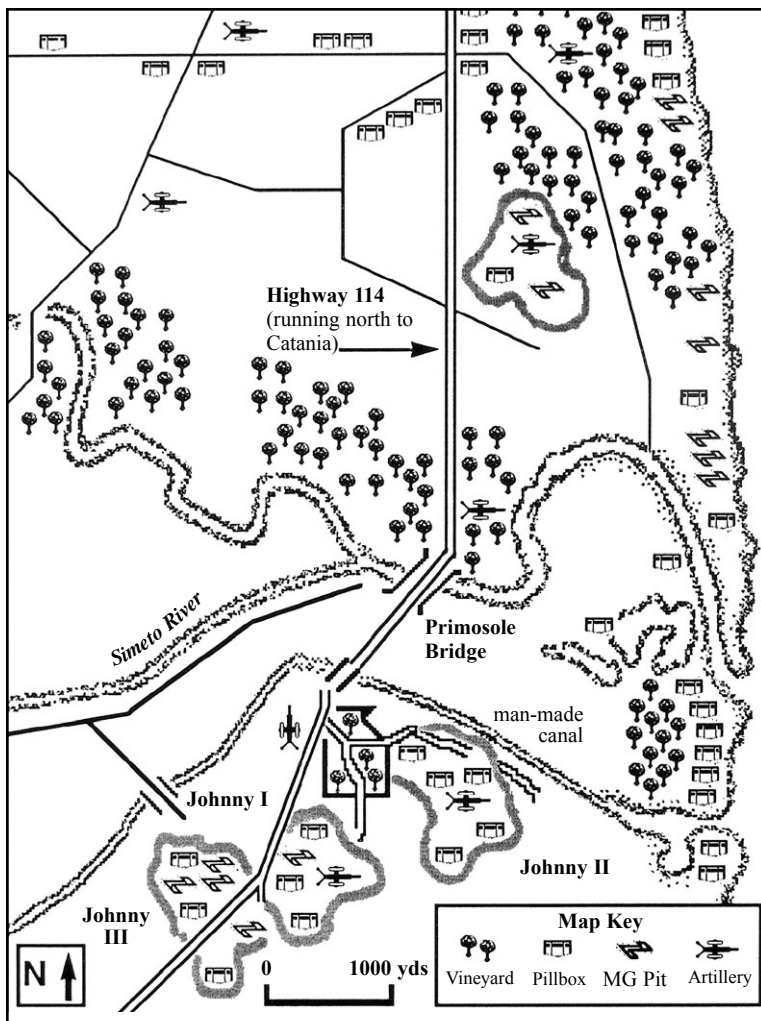 Highway 114
(running north to
Catania)
Simeto River
Primosole
Bridge
man-made
canal
Johnny I
Johnny II
Johnny
III
N
0 1000 yds
Map Key
Vineyard Pillbox MG Pit Artillery